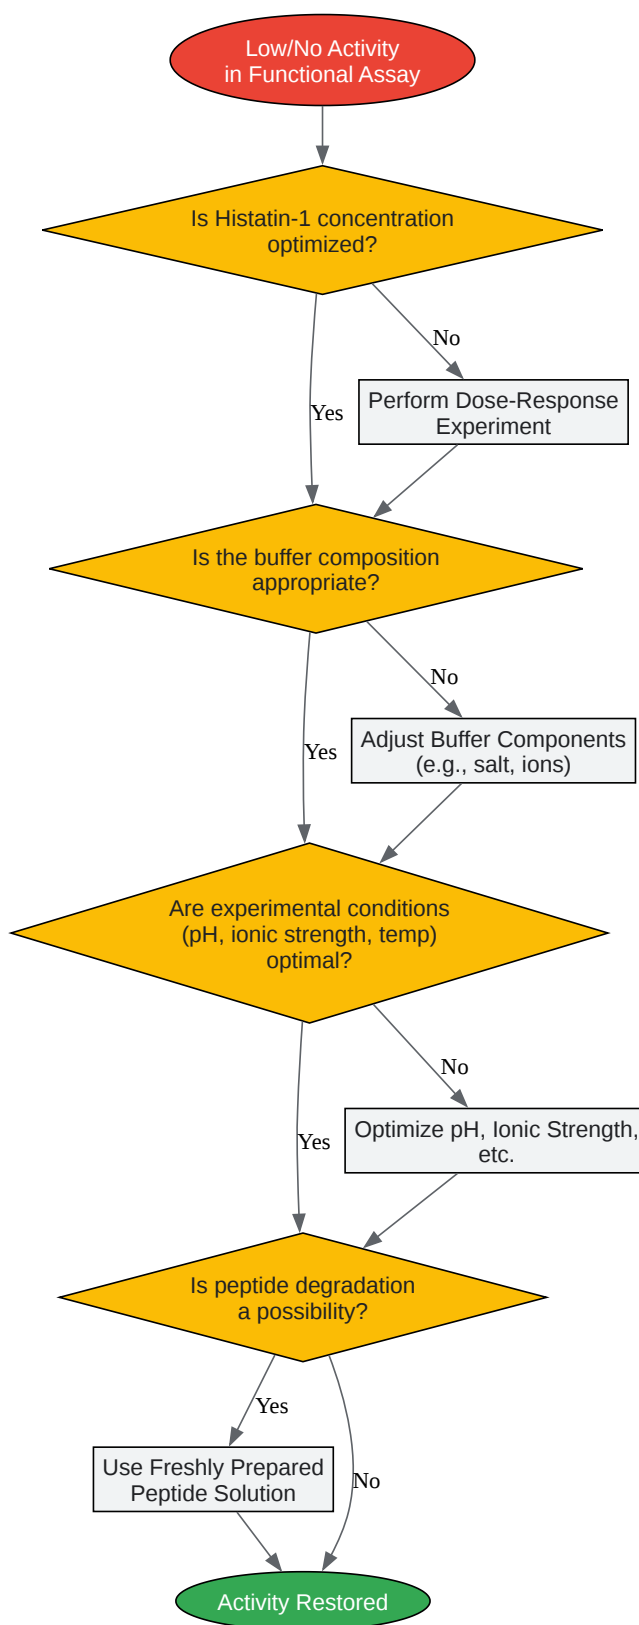 Low/No Activity
in Functional Assay
Is Histatin-1 concentration
optimized?
No
Perform Dose-Response
Experiment
Yes
Is the buffer composition
appropriate?
No
Adjust Buffer Components
(e.g., salt, ions)
Yes
Are experimental conditions
(pH, ionic strength, temp)
optimal?
No
Optimize pH, Ionic Strength,
etc.
Yes
Is peptide degradation
a possibility?
Yes
Use Freshly Prepared
Peptide Solution
No
Activity Restored